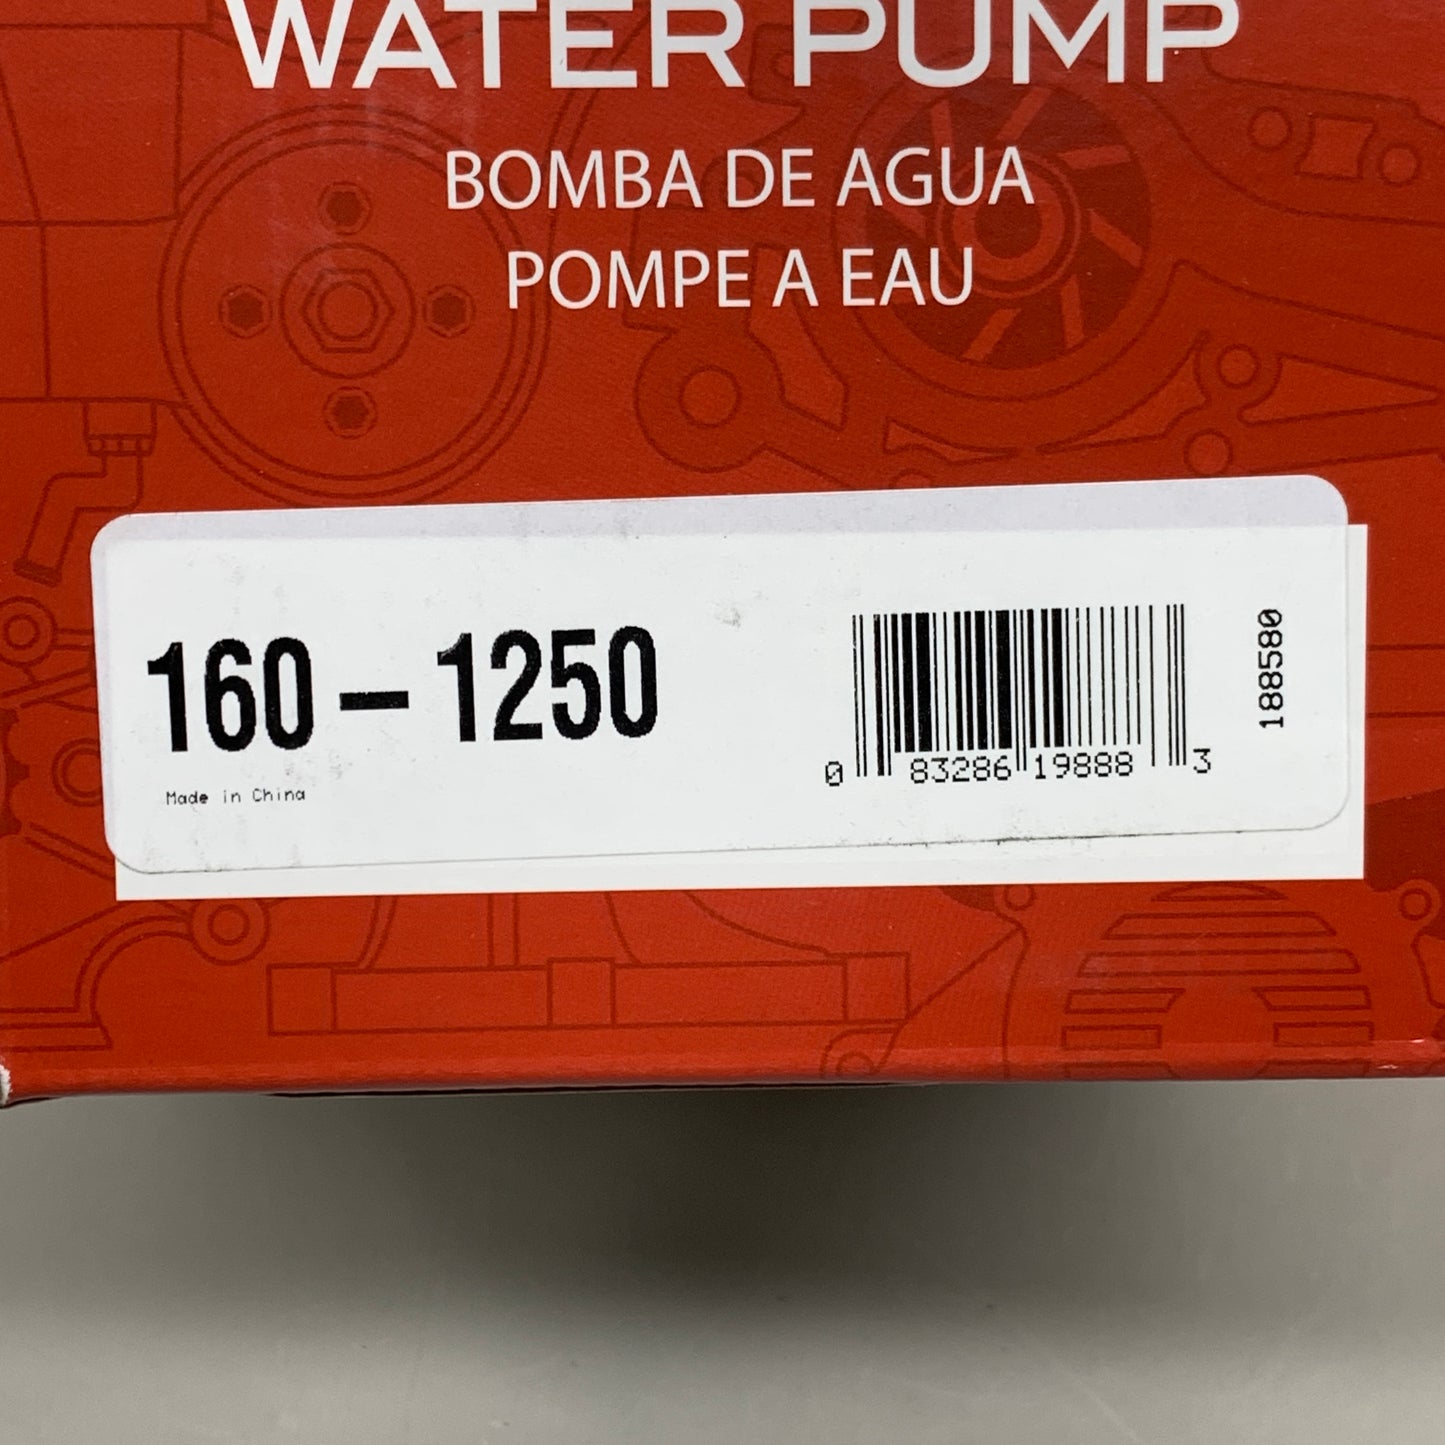 WATER PUMP
BOMBA DE AGUA
POMPE A EAU
160-1250
Made in China
0 83286 19888 3
188580